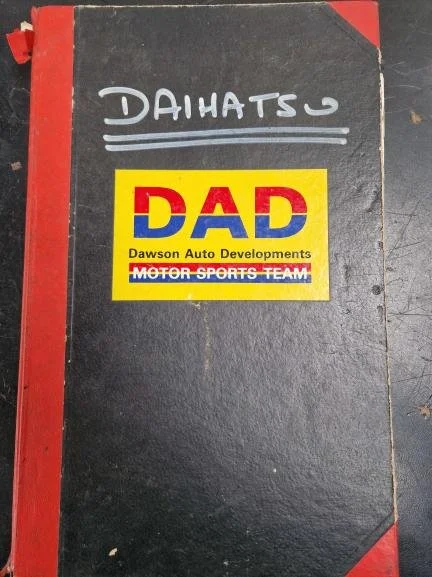 DAIHATSU
DAD
Dawson Auto Developments
MOTOR SPORTS TEAM